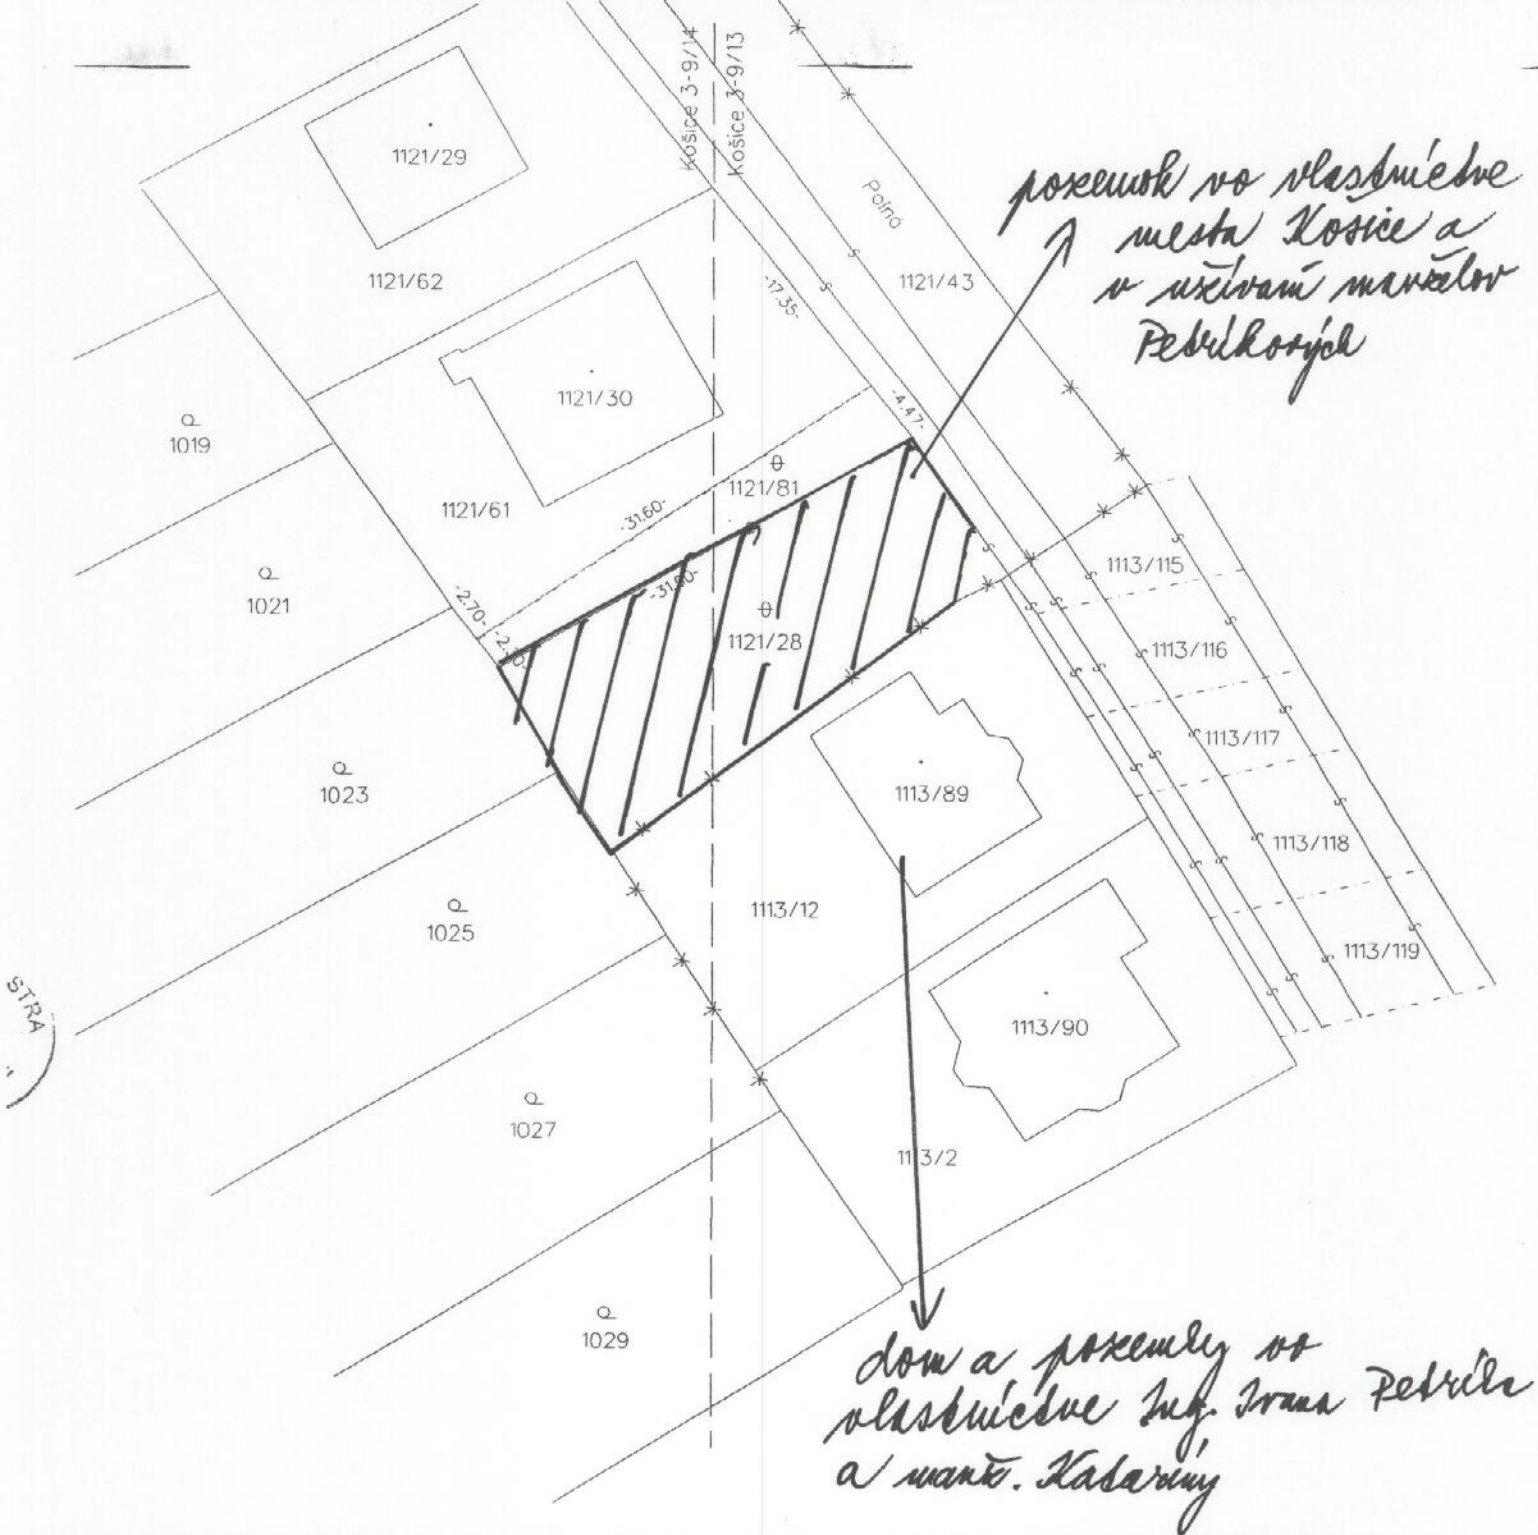 Košice 3-9/14
Košice 3-9/13
1121/29
pozemok vo vlastníctve
mesta Košice a
v užívaní manželov
Petríkových
Poľná
1121/62
1121/43
-17.35-
1121/30
-4.47-
1019
1121/81
1121/61
-31.60-
1113/115
-31.90-
1021
-2.70-
1121/28
1113/116
1113/117
1023
1113/89
1113/118
1113/12
1025
1113/119
STRA
1113/90
1027
1113/2
1029
dom a pozemky vo
vlastníctve Ing. Ivana Petríka
a manž. Kataríny